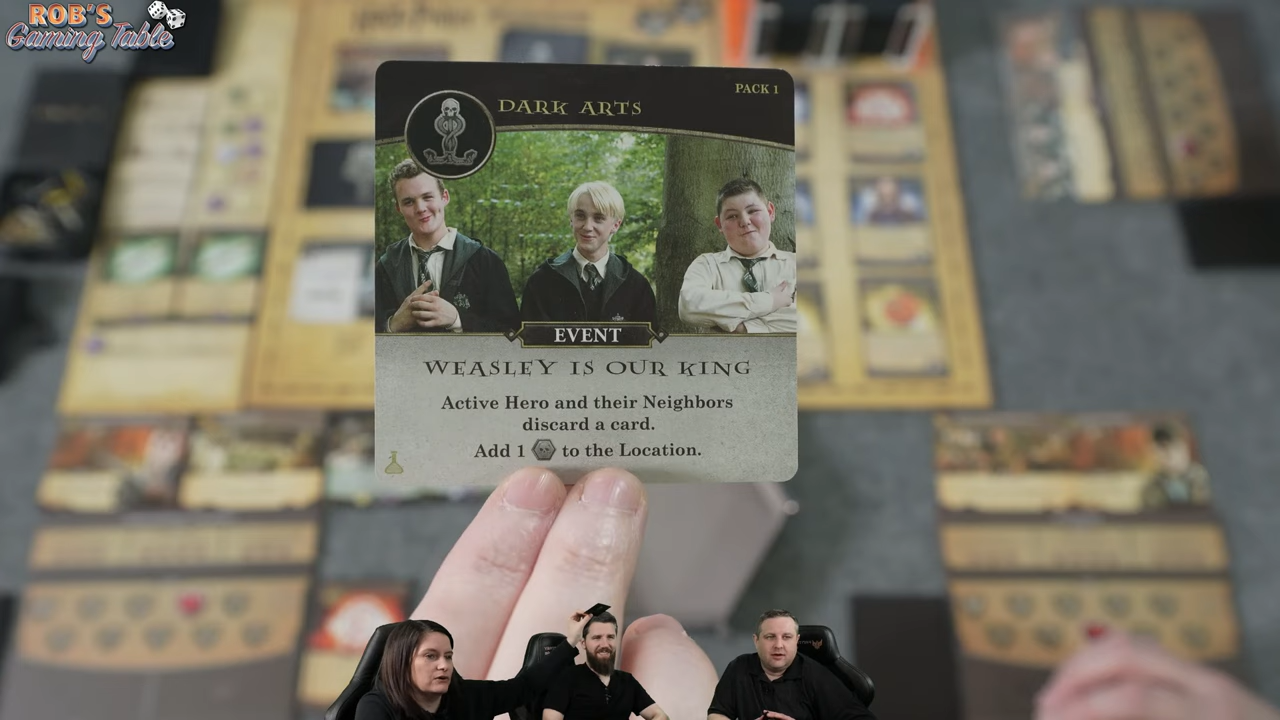 ROB'S
Gaming Table
PACK 1
DARK ARTS
EVENT
WEASLEY IS OUR KING
Active Hero and their Neighbors
discard a card.
Add 1 to the Location.